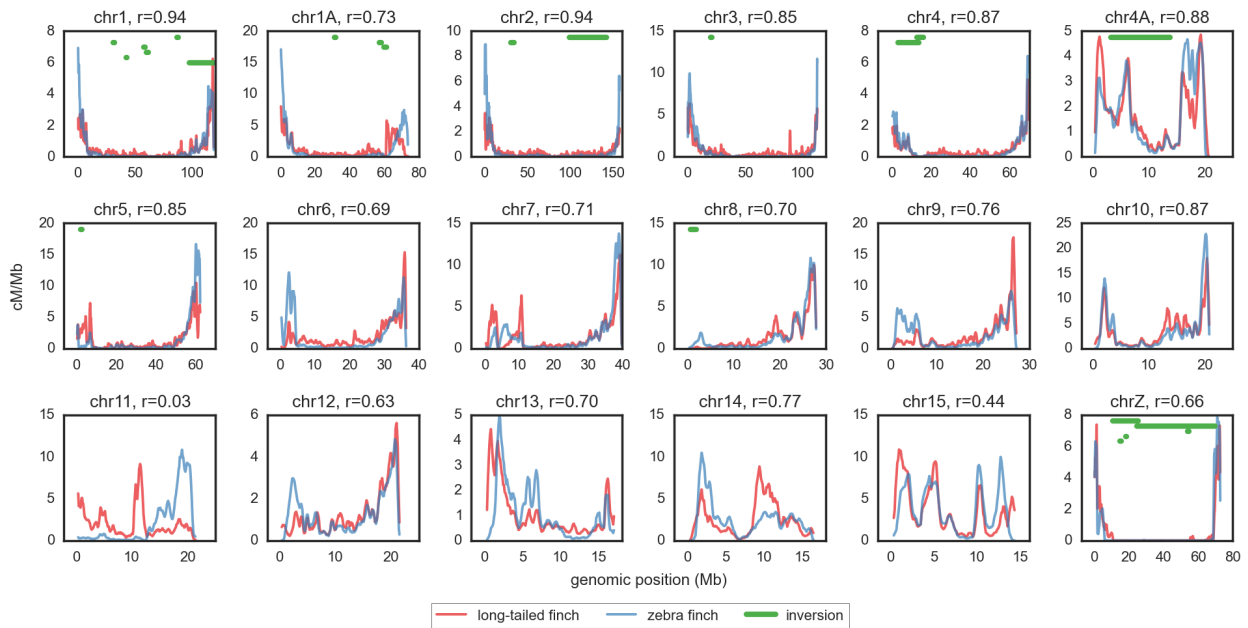 chr1, r=0.94 chr1A, r=0.73 chr2, r=0.94 chr3, r=0.85 chr4, r=0.87 chr4A, r=0.88
8 20 10 15 8 5
6 15 8 10 6 4
4 10 6 5 4 3
2 5 4 0 2 2
0 0 2 0 1
0 0
0 50 100 0 20 40 60 80 0 50 100 150 0 50 100 0 20 40 60 0 10 20
chr5, r=0.85 chr6, r=0.69 chr7, r=0.71 chr8, r=0.70 chr9, r=0.76 chr10, r=0.87
20 20 15 15 20 25
15 15 10 10 15 20
10 10 5 5 10 15
5 5 0 0 5 10
0 0 0 5
0
0 20 40 60 0 10 20 30 0 10 20 30 40 0 10 20 30 0 10 20 30 0 10 20
cM/Mb
chr11, r=0.03 chr12, r=0.63 chr13, r=0.70 chr14, r=0.77 chr15, r=0.44 chrZ, r=0.66
15 6 5 15 15 8
10 4 4 10 10 7
5 2 3 5 5 6
0 0 2 0 0 5
1 4
0 3
2
1
0
0 10 20 0 10 20 0 5 10 15 0 5 10 15 0 5 10 15 0 20 40 60 80
genomic position (Mb)
long-tailed finch zebra finch inversion